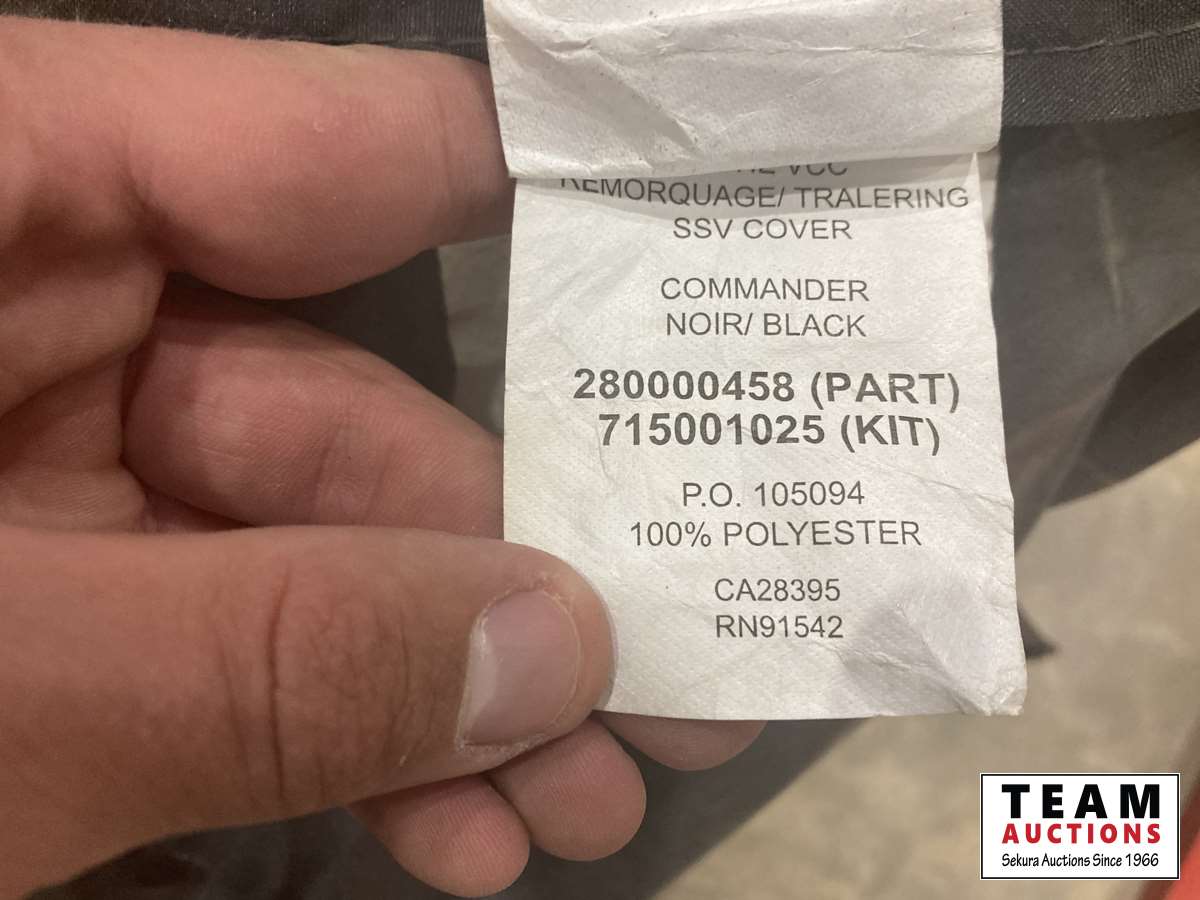 VCC
REMORQUAGE/ TRALERING
SSV COVER
COMMANDER
NOIR/ BLACK
280000458 (PART)
715001025 (KIT)
P.O. 105094
100% POLYESTER
CA28395
RN91542
TEAM
AUCTIONS
Sekura Auctions Since 1966